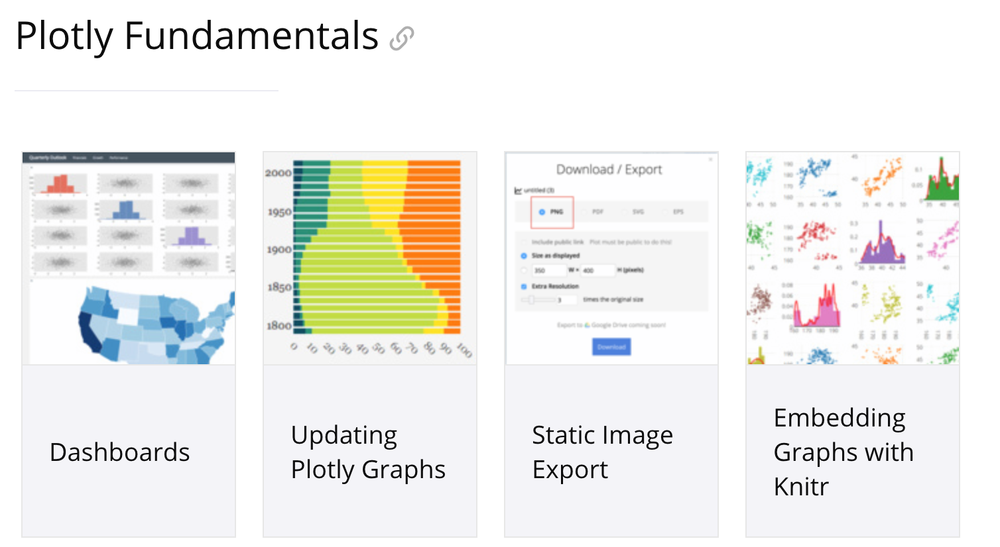 Plotly Fundamentals
Quarterly Outlook
2000
1950
1900
1850
1800
0 10 20 30 40 50 60 70 80 90 100
Download / Export
untitled (3)
PNG PDF SVG EPS
Include public link Plot must be public to do this!
Size as displayed
350 W × 400 H (pixels)
Extra Resolution
3 times the original size
Export to Google Drive coming soon!
Download
Dashboards
Updating
Plotly Graphs
Static Image
Export
Embedding
Graphs with
Knitr